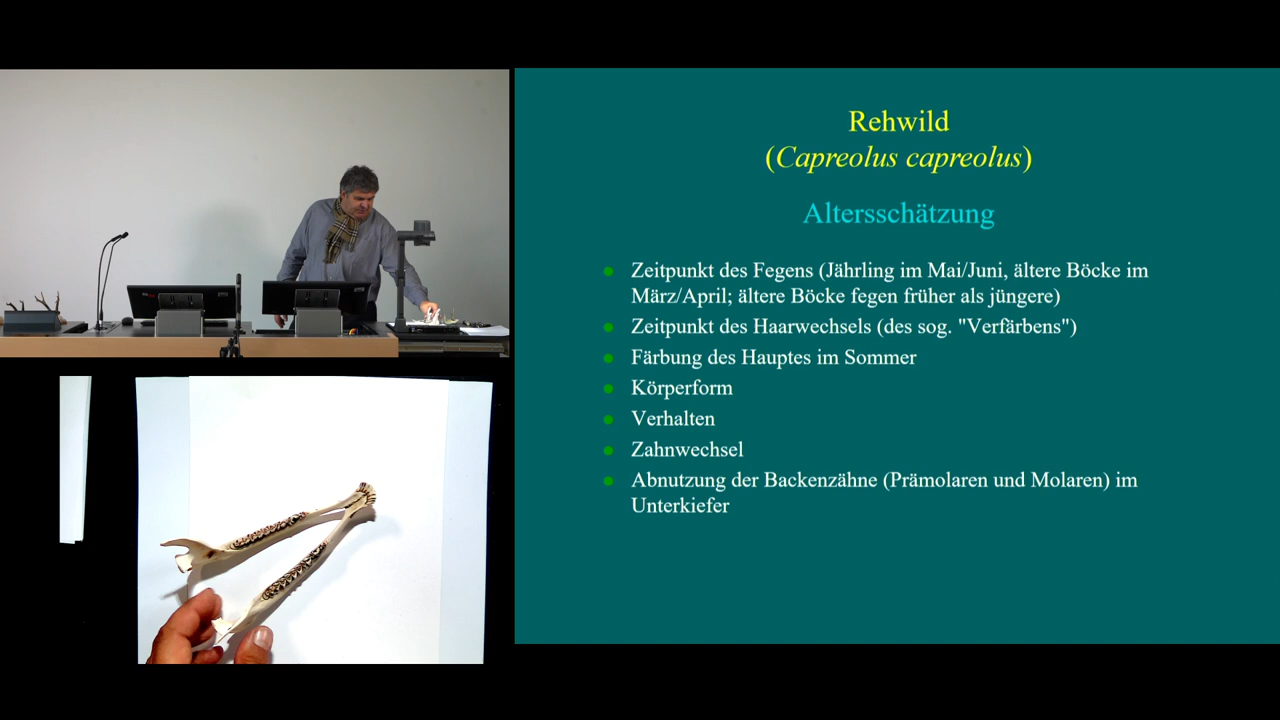 Rehwild
(Capreolus capreolus)
Altersschätzung
Zeitpunkt des Fegens (Jährling im Mai/Juni, ältere Böcke im
März/April; ältere Böcke fegen früher als jüngere)
Zeitpunkt des Haarwechsels (des sog. "Verfärbens")
Färbung des Hauptes im Sommer
Körperform
Verhalten
Zahnwechsel
Abnutzung der Backenzähne (Prämolaren und Molaren) im
Unterkiefer